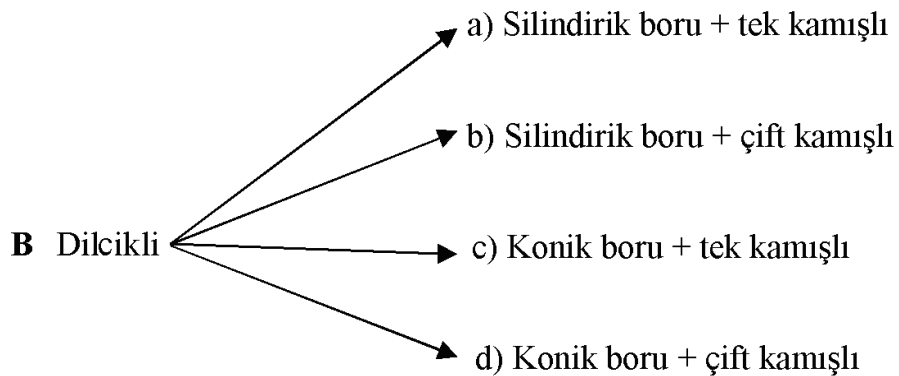 a) Silindirik boru + tek kamışlı
b) Silindirik boru + çift kamışlı
B Dilcikli
c) Konik boru + tek kamışlı
d) Konik boru + çift kamışlı